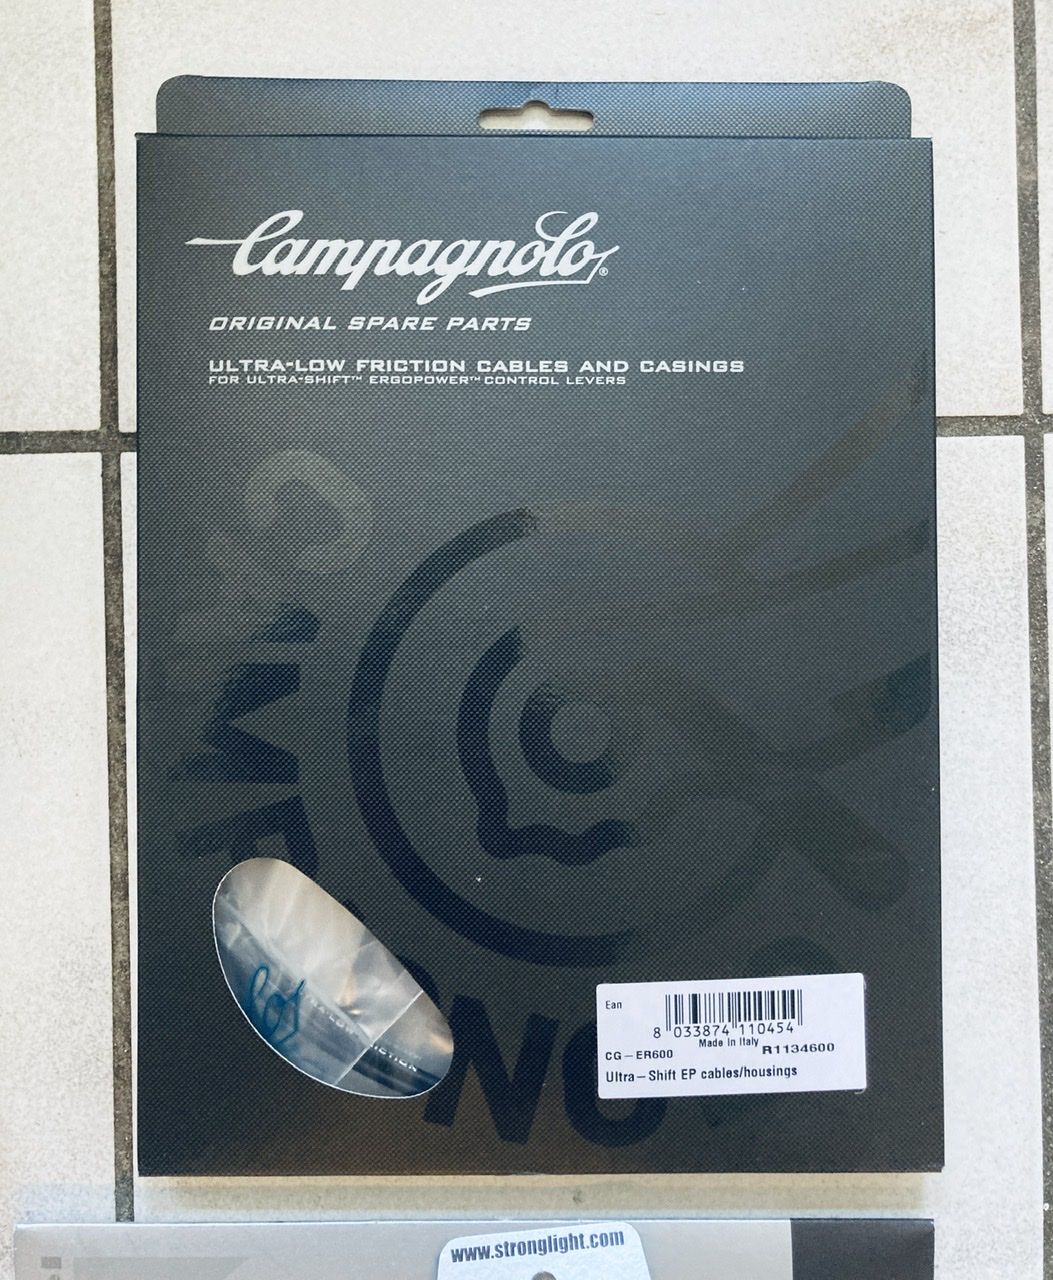 Campagnolo®
ORIGINAL SPARE PARTS
ULTRA-LOW FRICTION CABLES AND CASINGS
FOR ULTRA-SHIFT™ ERGOPOWER™ CONTROL LEVERS
Ean
8 033874 110454
Made in Italy
CG-ER600 R1134600
Ultra-Shift EP cables/housings
www.stronglight.com